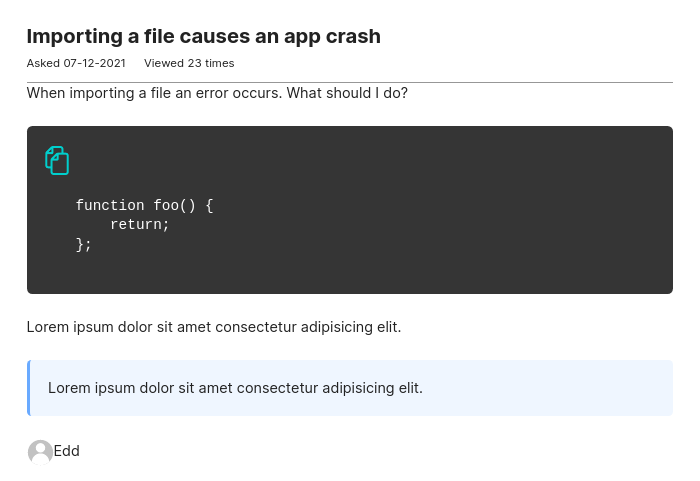 Importing a file causes an app crash
Asked 07-12-2021 Viewed 23 times
When importing a file an error occurs. What should I do?
function foo() {
    return;
};
Lorem ipsum dolor sit amet consectetur adipisicing elit.
Lorem ipsum dolor sit amet consectetur adipisicing elit.
Edd